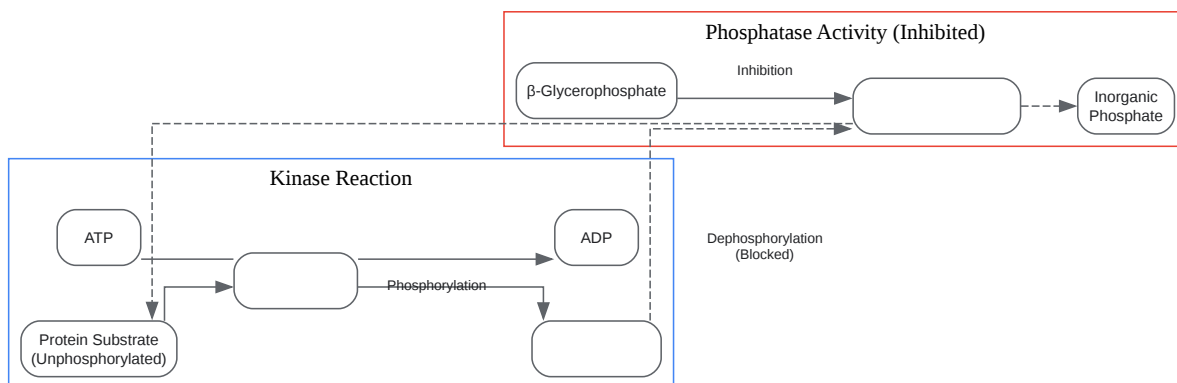 Phosphatase Activity (Inhibited)
Inhibition
β-Glycerophosphate
Inorganic
Phosphate
Kinase Reaction
ATP
ADP
Dephosphorylation
(Blocked)
Phosphorylation
Protein Substrate
(Unphosphorylated)